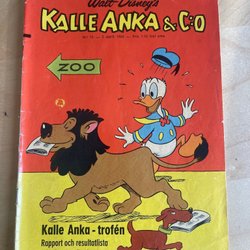 Walt Disney's
KALLE ANKA & C:O
ZOO
Kalle Anka - trofén
Rapport och resultatlista